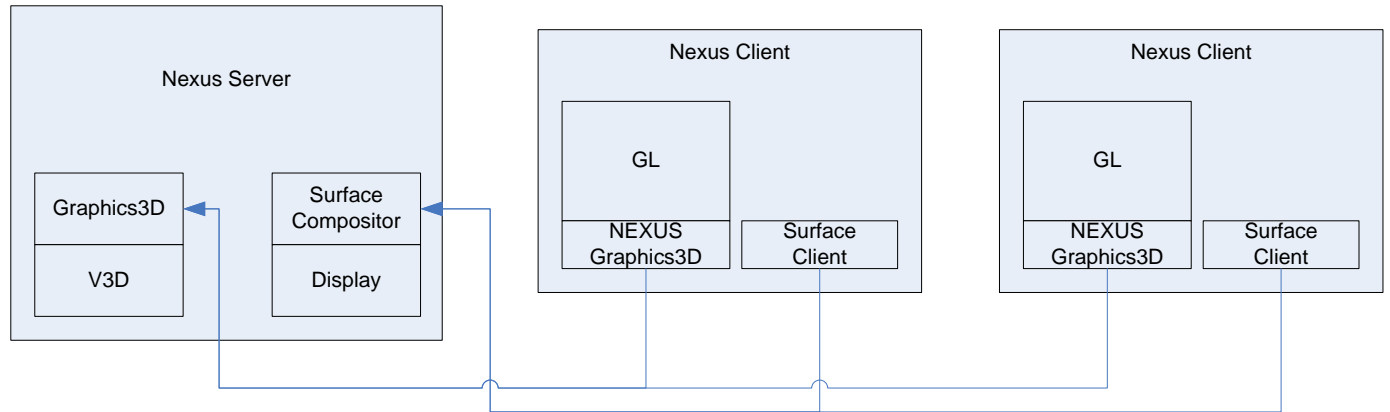 Nexus Server
Graphics3D
V3D
Surface
Compositor
Display
Nexus Client
GL
NEXUS
Graphics3D
Surface
Client
Nexus Client
GL
NEXUS
Graphics3D
Surface
Client